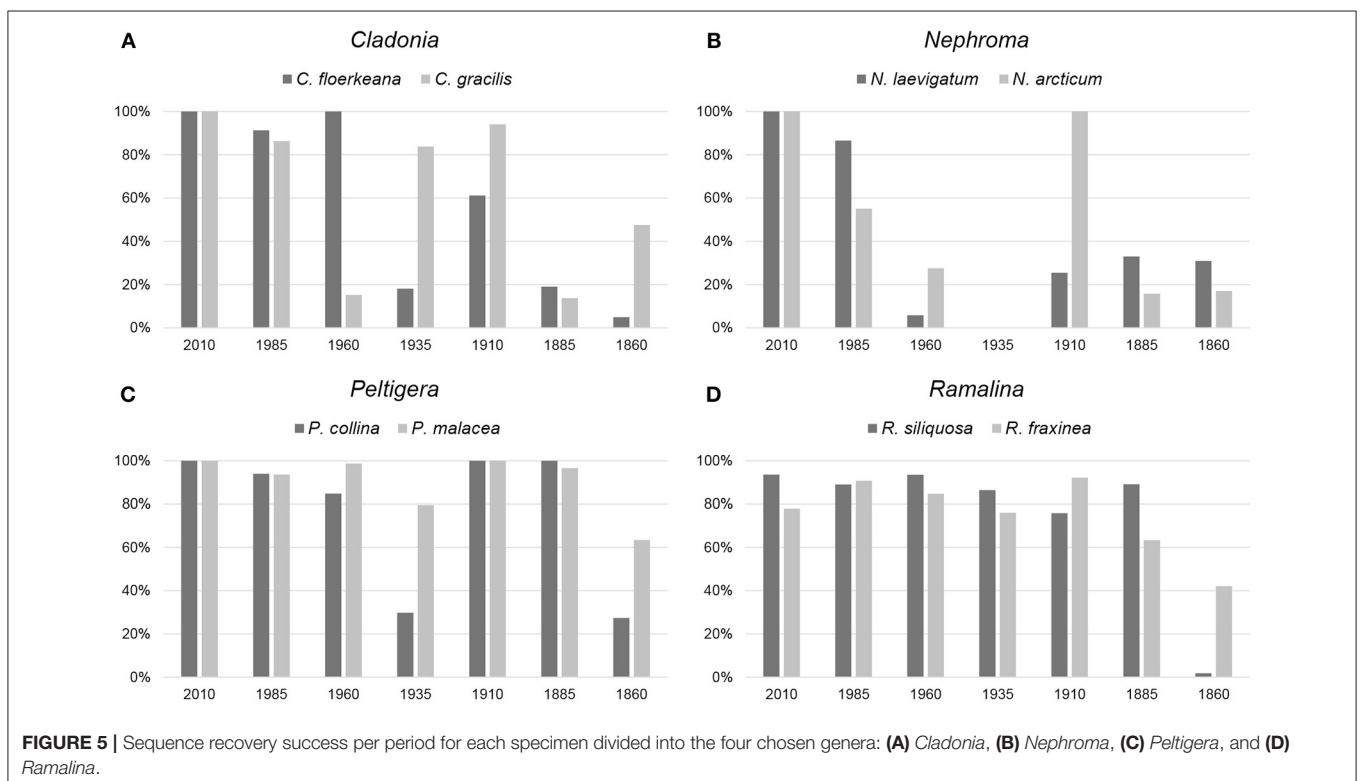 A
Cladonia
C. floerkeana C. gracilis
100%
80%
60%
40%
20%
0%
2010 1985 1960 1935 1910 1885 1860
B
Nephroma
N. laevigatum N. arcticum
100%
80%
60%
40%
20%
0%
2010 1985 1960 1935 1910 1885 1860
C
Peltigera
P. collina P. malacea
100%
80%
60%
40%
20%
0%
2010 1985 1960 1935 1910 1885 1860
D
Ramalina
R. siliquosa R. fraxinea
100%
80%
60%
40%
20%
0%
2010 1985 1960 1935 1910 1885 1860
FIGURE 5 | Sequence recovery success per period for each specimen divided into the four chosen genera: (A) Cladonia, (B) Nephroma, (C) Peltigera, and (D)
Ramalina.